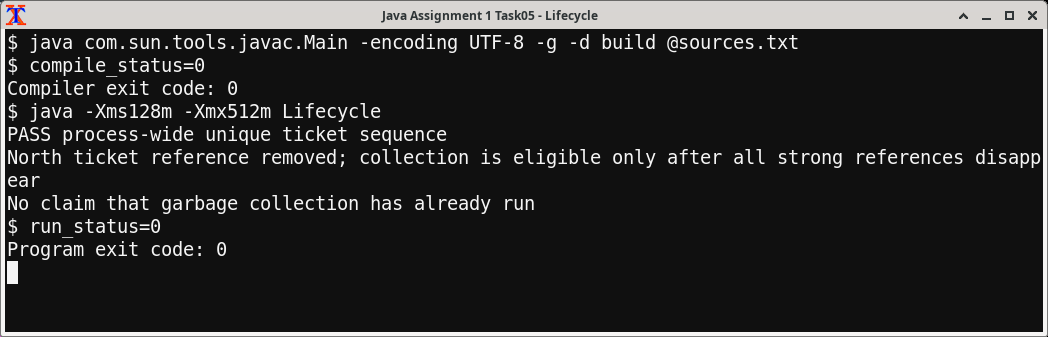 Java Assignment 1 Task05 - Lifecycle
$ java com.sun.tools.javac.Main -encoding UTF-8 -g -d build @sources.txt
$ compile_status=0
Compiler exit code: 0
$ java -Xms128m -Xmx512m Lifecycle
PASS process-wide unique ticket sequence
North ticket reference removed; collection is eligible only after all strong references disapp
ear
No claim that garbage collection has already run
$ run_status=0
Program exit code: 0